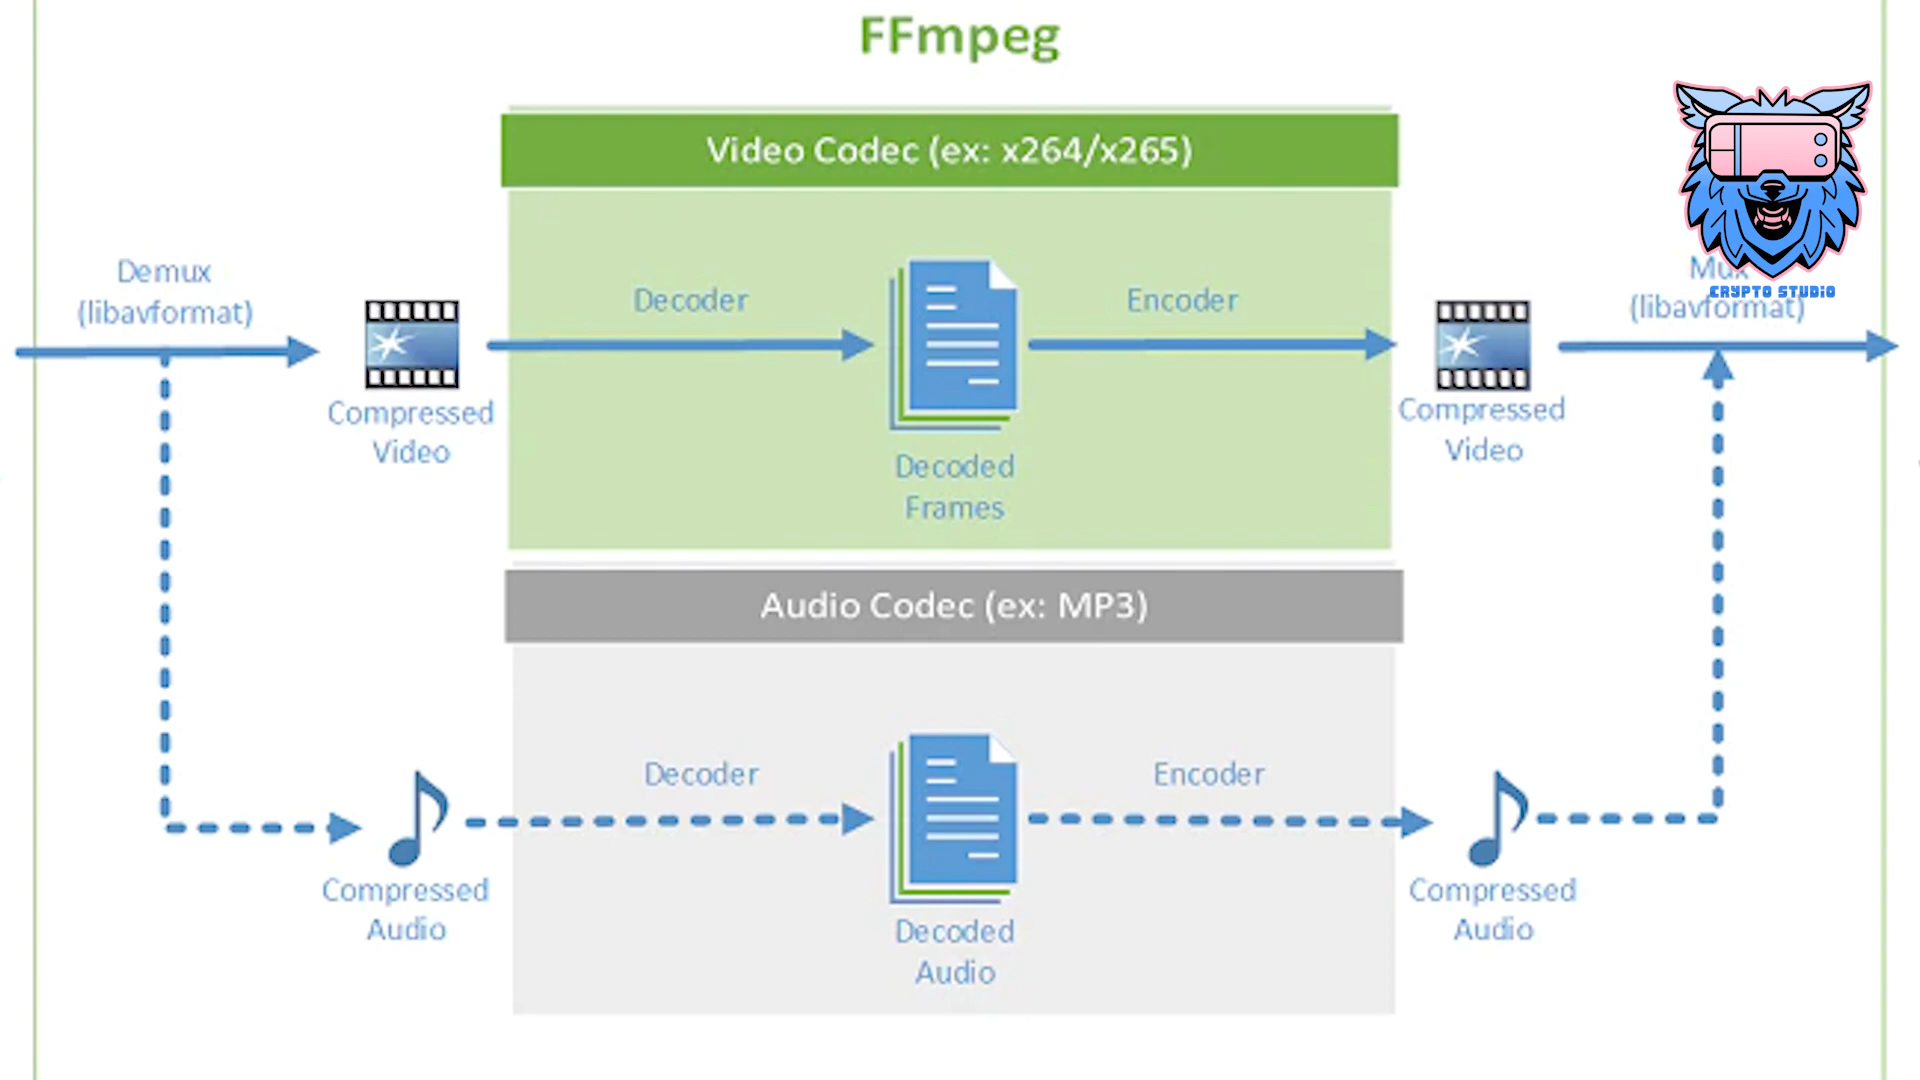 FFmpeg
Video Codec (ex: x264/x265)
Demux
(libavformat)
Decoder
Encoder
Mux
(libavformat)
CRYPTO STUDIO
Compressed
Video
Compressed
Video
Decoded
Frames
Audio Codec (ex: MP3)
Decoder
Encoder
Compressed
Audio
Decoded
Audio
Compressed
Audio